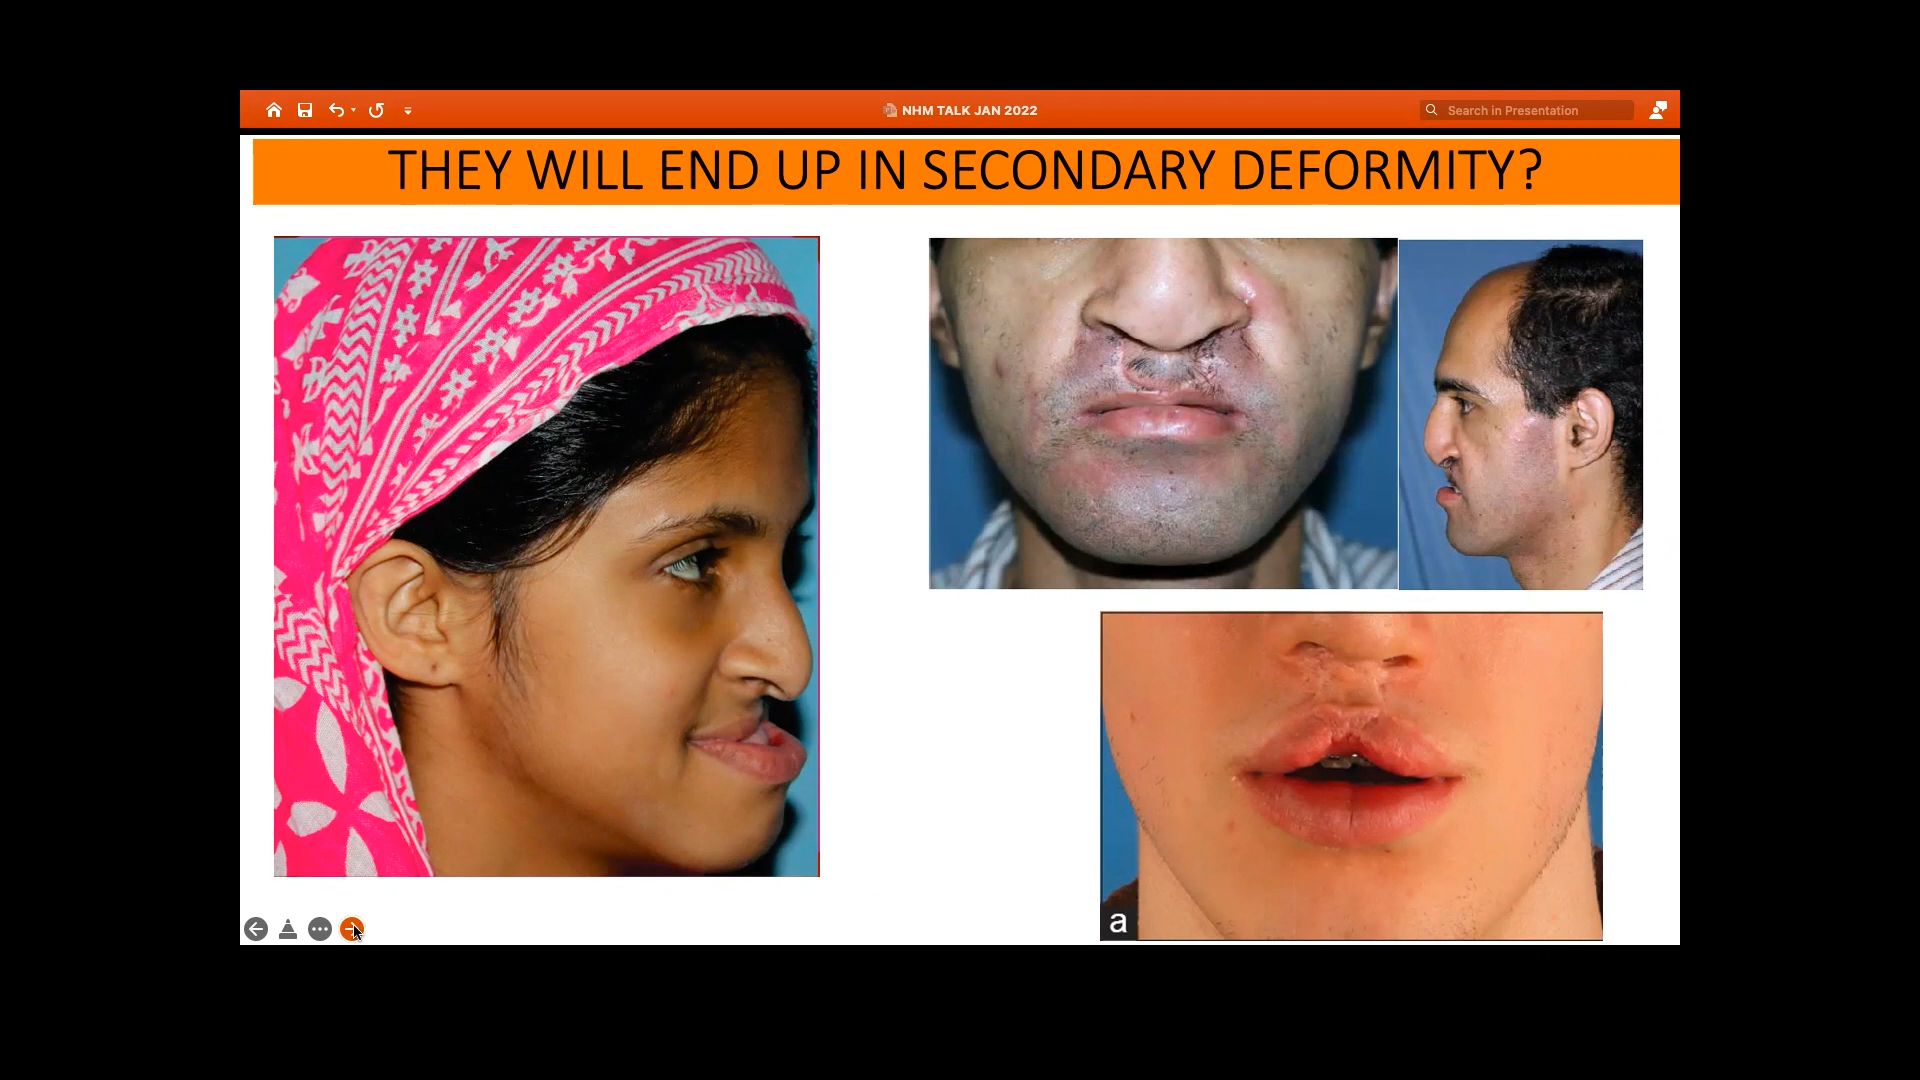 NHM TALK JAN 2022
Search in Presentation
THEY WILL END UP IN SECONDARY DEFORMITY?
a